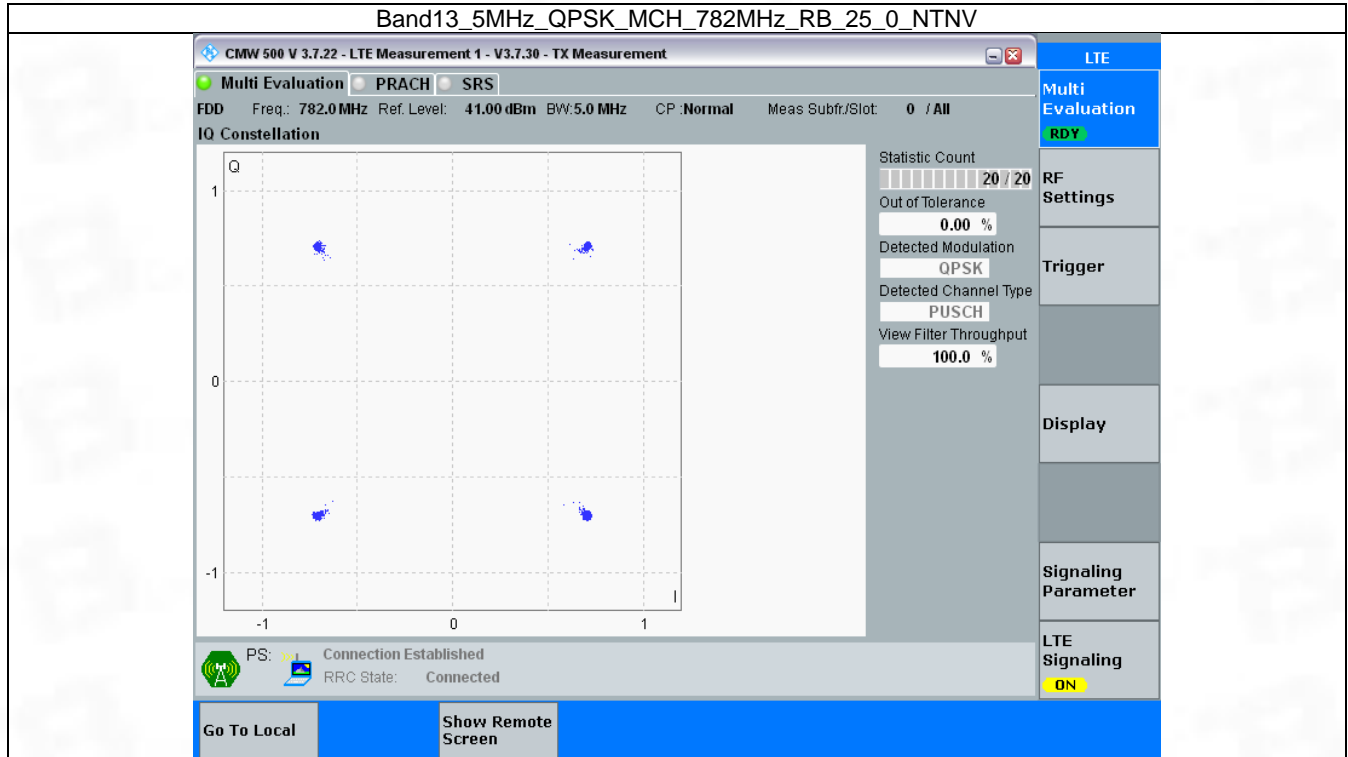 Band13_5MHz_QPSK_MCH_782MHz_RB_25_0_NTNV
CMW 500 V 3.7.22 - LTE Measurement 1 - V3.7.30 - TX Measurement
LTE
Multi Evaluation PRACH SRS
FDD Freq.: 782.0 MHz Ref. Level: 41.00 dBm BW:5.0 MHz CP :Normal Meas Subfr./Slot: 0 / All
IQ Constellation
Q
1
0
-1
I
-1 0 1
Statistic Count
20 / 20
Out of Tolerance
0.00 %
Detected Modulation
QPSK
Detected Channel Type
PUSCH
View Filter Throughput
100.0 %
Multi
Evaluation
RDY
RF
Settings
Trigger
Display
Signaling
Parameter
LTE
Signaling
ON
PS: Connection Established
RRC State: Connected
Go To Local
Show Remote
Screen